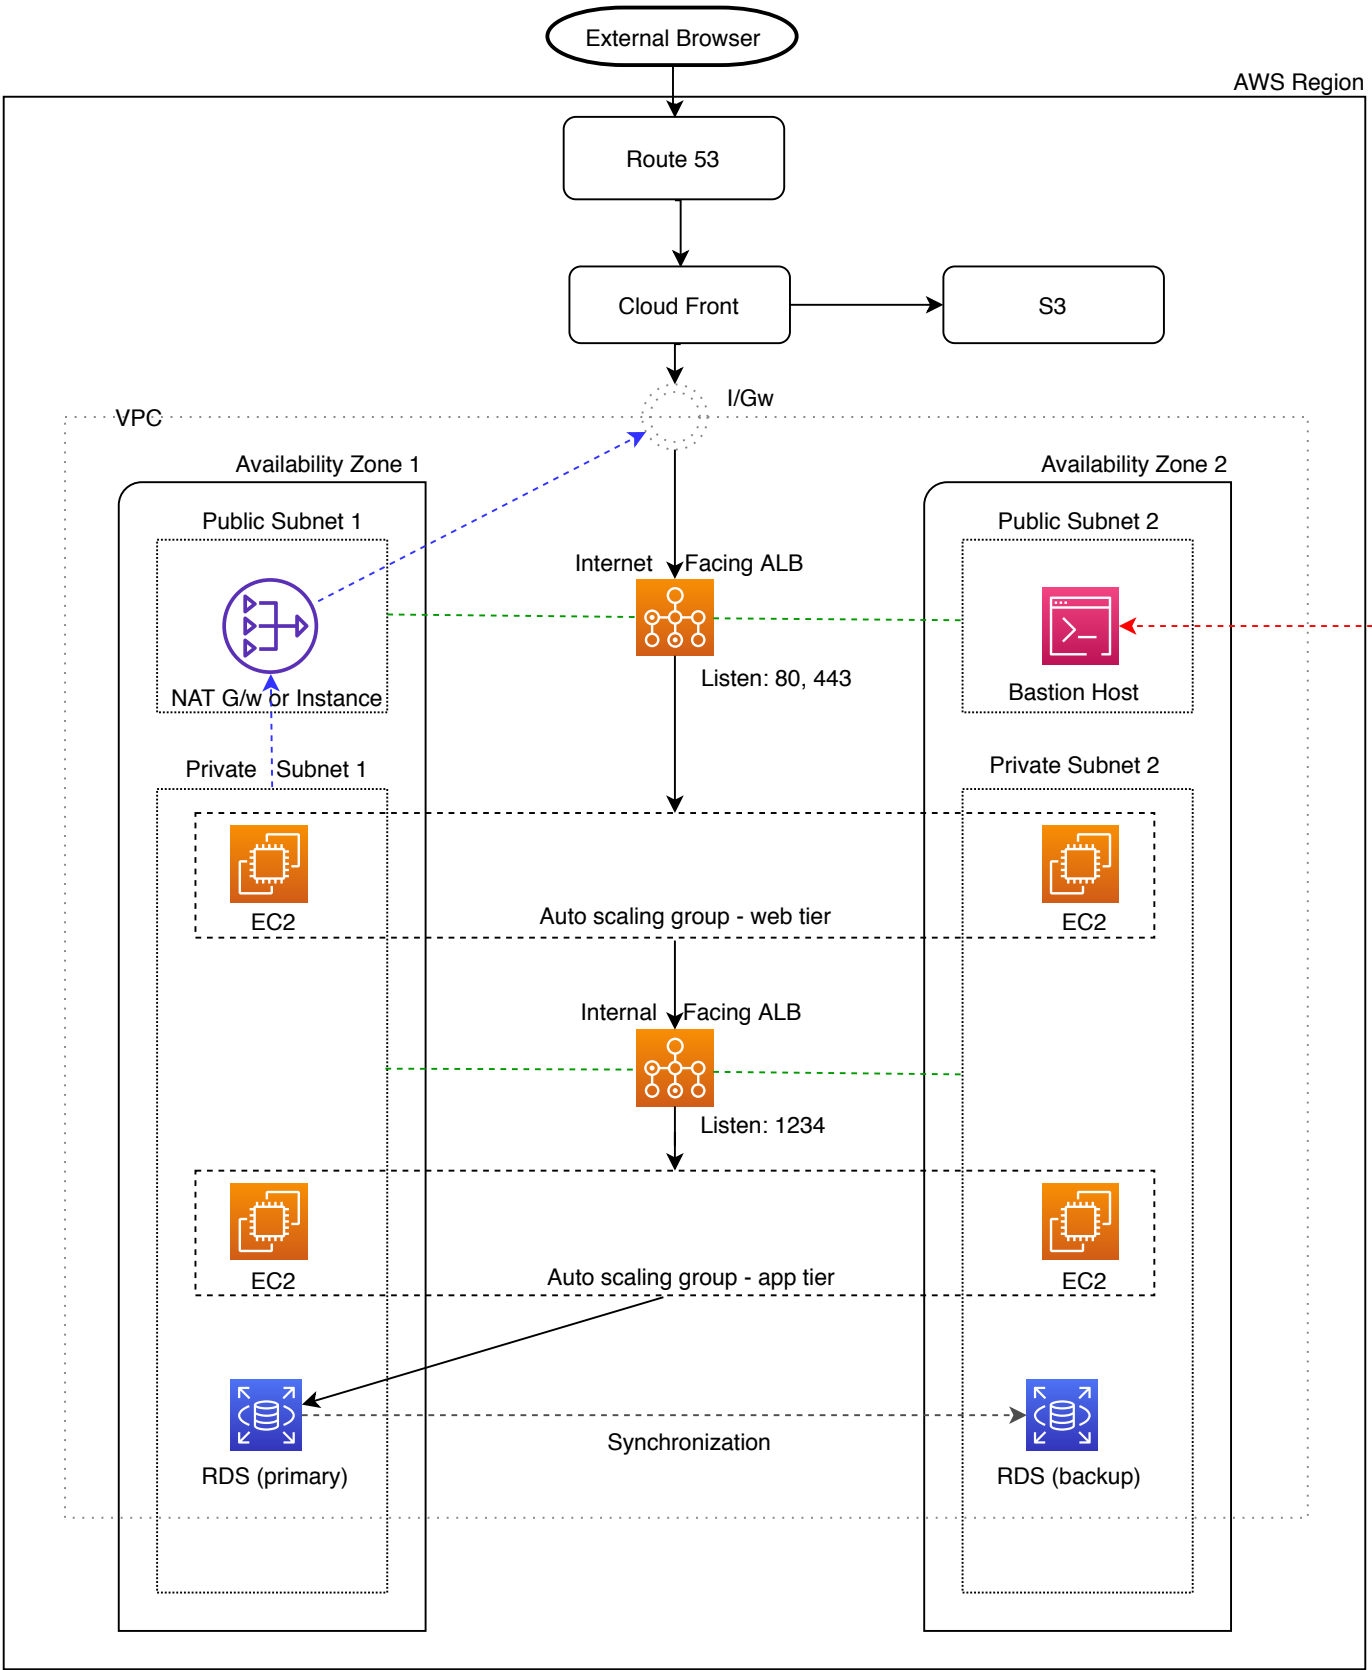 External Browser
AWS Region
Route 53
Cloud Front
S3
I/Gw
VPC
Availability Zone 1
Availability Zone 2
Public Subnet 1
Public Subnet 2
Internet Facing ALB
Listen: 80, 443
NAT G/w or Instance
Bastion Host
Private Subnet 1
Private Subnet 2
EC2
Auto scaling group - web tier
EC2
Internal Facing ALB
Listen: 1234
EC2
Auto scaling group - app tier
EC2
Synchronization
RDS (primary)
RDS (backup)